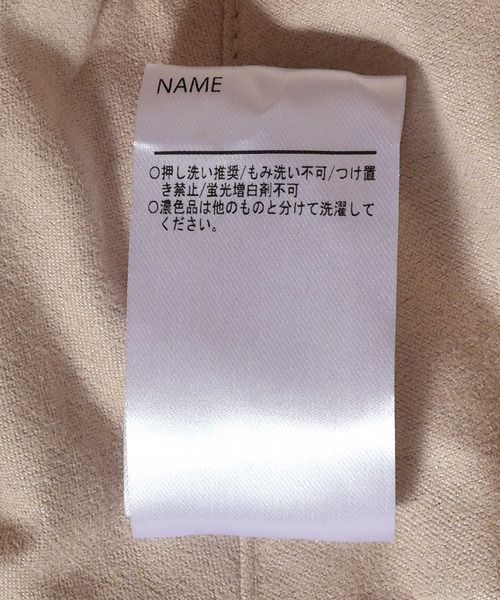 NAME
○押し洗い推奨/もみ洗い不可/つけ置
き禁止/蛍光増白剤不可
○濃色品は他のものと分けて洗濯して
ください。